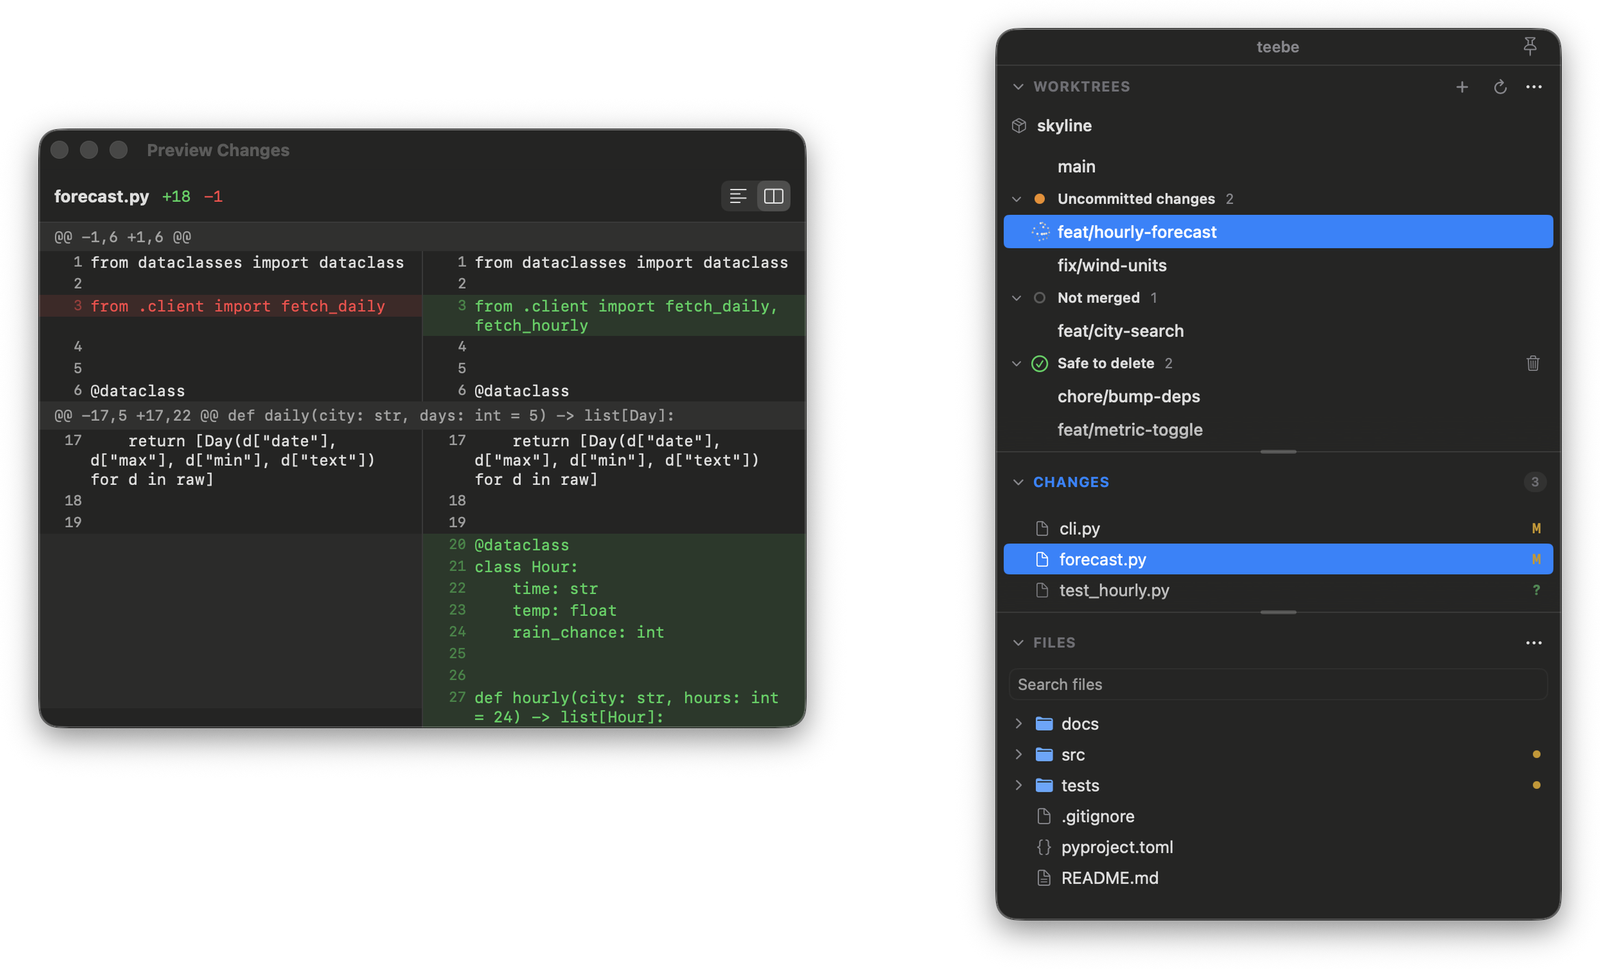 Preview Changes
forecast.py +18 −1
@@ −1,6 +1,6 @@
1 from dataclasses import dataclass
2
3 from .client import fetch_daily
4
5
6 @dataclass
1 from dataclasses import dataclass
2
3 from .client import fetch_daily,
fetch_hourly
4
5
6 @dataclass
@@ −17,5 +17,22 @@ def daily(city: str, days: int = 5) −> list[Day]:
17     return [Day(d["date"],
d["max"], d["min"], d["text"])
for d in raw]
18
19
17     return [Day(d["date"],
d["max"], d["min"], d["text"])
for d in raw]
18
19
20 @dataclass
21 class Hour:
22     time: str
23     temp: float
24     rain_chance: int
25
26
27 def hourly(city: str, hours: int
= 24) −> list[Hour]:
teebe
WORKTREES
skyline
main
Uncommitted changes 2
feat/hourly-forecast
fix/wind-units
Not merged 1
feat/city-search
Safe to delete 2
chore/bump-deps
feat/metric-toggle
CHANGES 3
cli.py M
forecast.py M
test_hourly.py ?
FILES
Search files
docs
src
tests
.gitignore
{} pyproject.toml
README.md